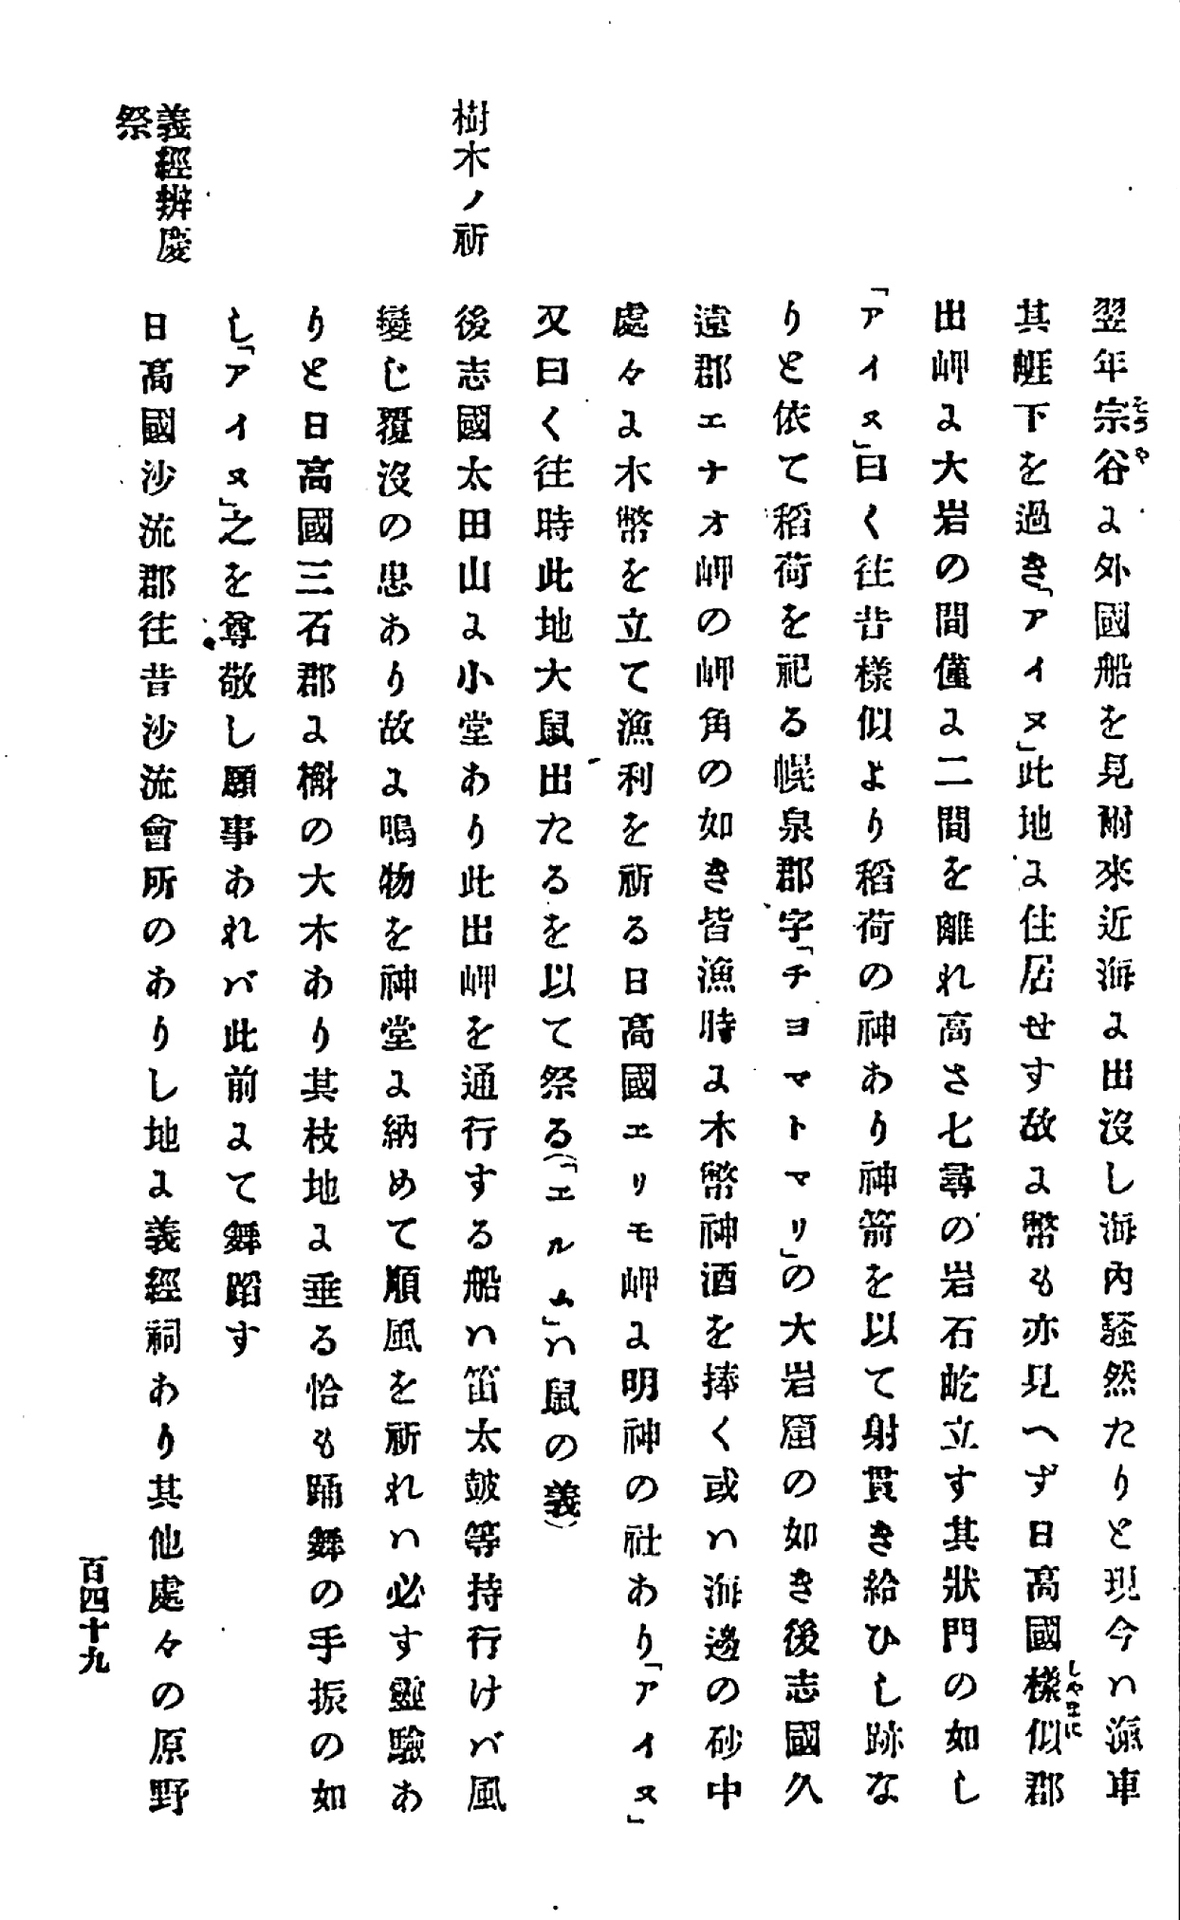 翌年宗谷に外國船を見爾來近海に出沒し海內騷然たりと現今ハ滊車
そうや
其崕下を過き「アイヌ」此地に住居せす故に幣も亦見へず日高國樣似郡
しやまに
出岬に大岩の間僅に二間を離れ高さ七尋の岩石屹立す其狀門の如し
「アイヌ」曰く往昔樣似より稻荷の神あり神箭を以て射貫き給ひし跡な
りと依て稻荷を祀る幌泉郡字「チヨマトマリ」の大岩窟の如き後志國久
遠郡エナオ岬の岬角の如き皆漁時に木幣神酒を捧く或ハ海邊の砂中
處々に木幣を立て漁利を祈る日高國エリモ岬に明神の社あり「アイヌ」
又曰く往時此地大鼠出たるを以て祭る(「エルム」ハ鼠の義)
樹木ノ祈
後志國太田山に小堂あり此出岬を通行する船ハ笛太皷等持行けバ風
變じ覆沒の患あり故に鳴物を神堂に納めて順風を祈れハ必す靈驗あ
りと日高國三石郡に槲の大木あり其枝地に垂る恰も踊舞の手振の如
し「アイヌ」之を尊敬し願事あれバ此前にて舞蹈す
義經辨慶
祭
日高國沙流郡往昔沙流會所のありし地に義經祠あり其他處々の原野
百四十九